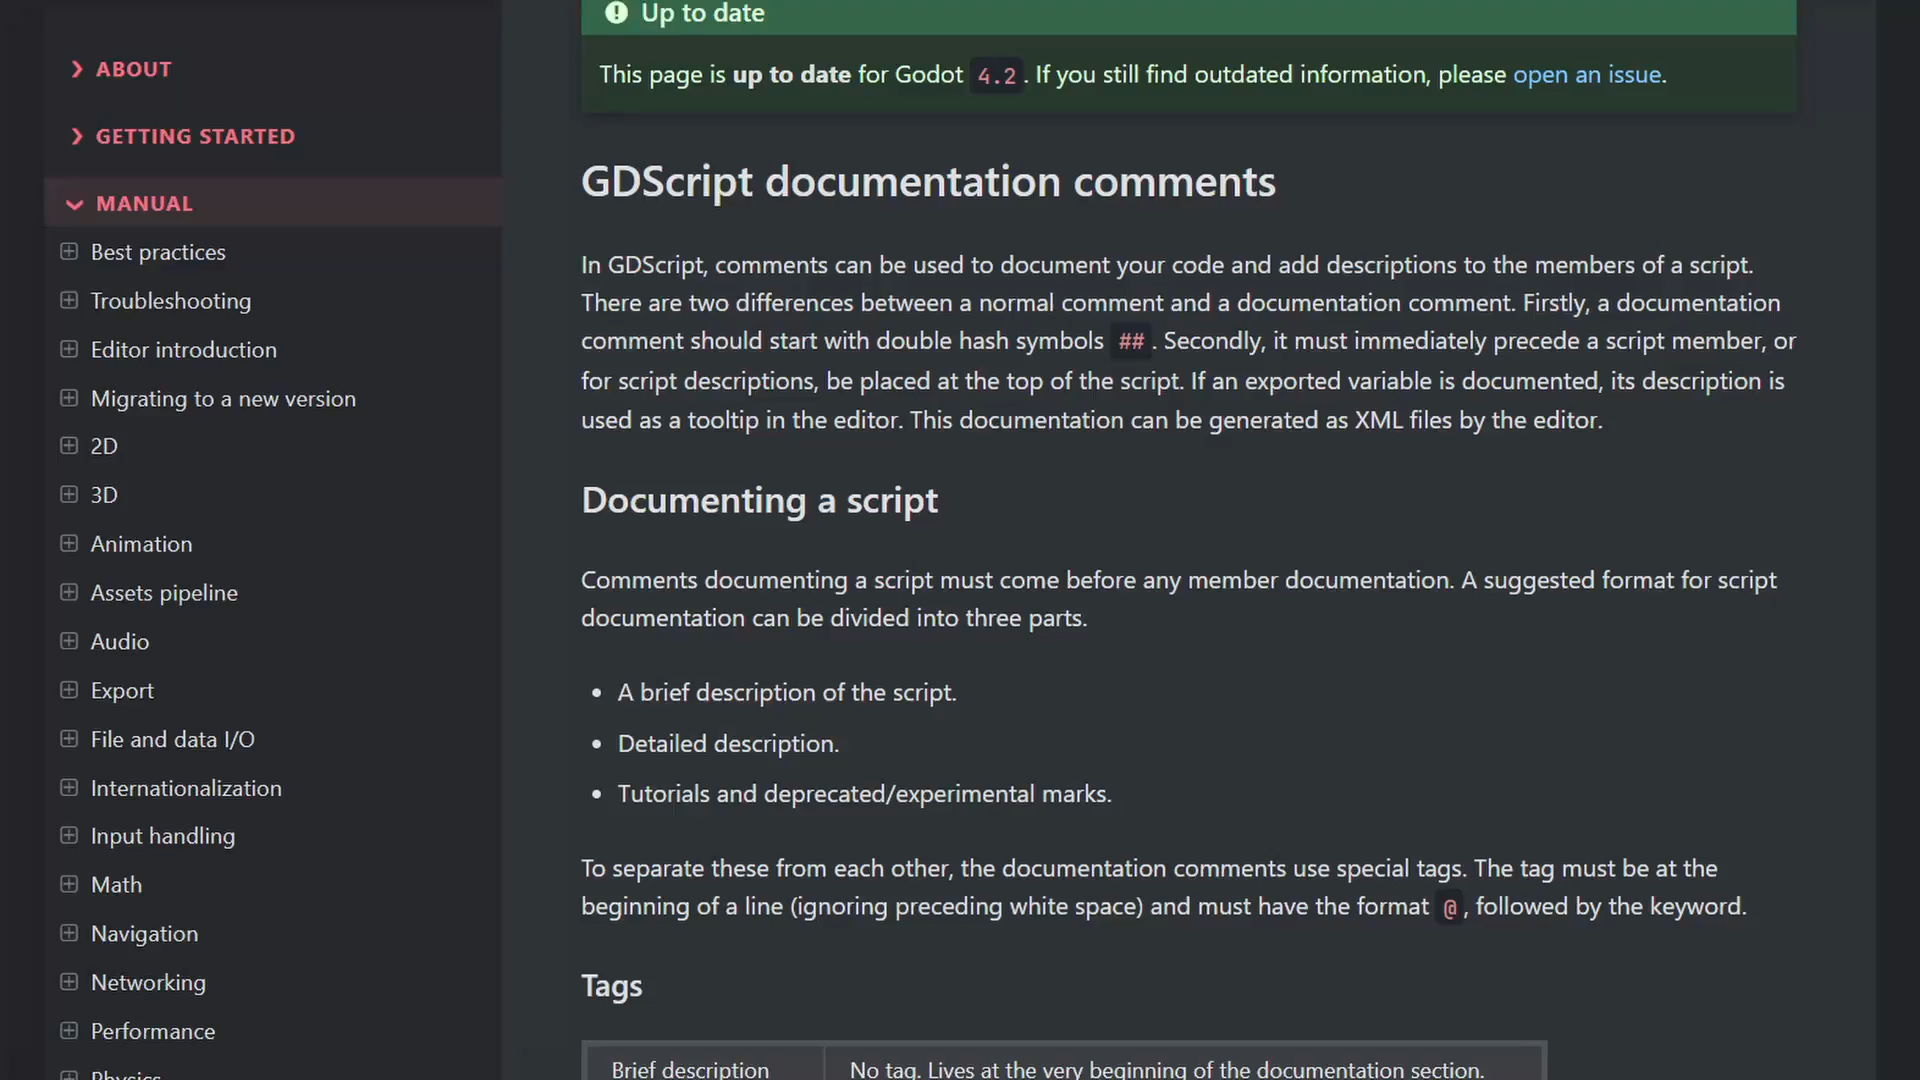 ABOUT
GETTING STARTED
MANUAL
Best practices
Troubleshooting
Editor introduction
Migrating to a new version
2D
3D
Animation
Assets pipeline
Audio
Export
File and data I/O
Internationalization
Input handling
Math
Navigation
Networking
Performance
Physics
Up to date
This page is up to date for Godot 4.2. If you still find outdated information, please open an issue.
GDScript documentation comments
In GDScript, comments can be used to document your code and add descriptions to the members of a script.
There are two differences between a normal comment and a documentation comment. Firstly, a documentation
comment should start with double hash symbols ##. Secondly, it must immediately precede a script member, or
for script descriptions, be placed at the top of the script. If an exported variable is documented, its description is
used as a tooltip in the editor. This documentation can be generated as XML files by the editor.
Documenting a script
Comments documenting a script must come before any member documentation. A suggested format for script
documentation can be divided into three parts.
• A brief description of the script.
• Detailed description.
• Tutorials and deprecated/experimental marks.
To separate these from each other, the documentation comments use special tags. The tag must be at the
beginning of a line (ignoring preceding white space) and must have the format @, followed by the keyword.
Tags
Brief description No tag. Lives at the very beginning of the documentation section.